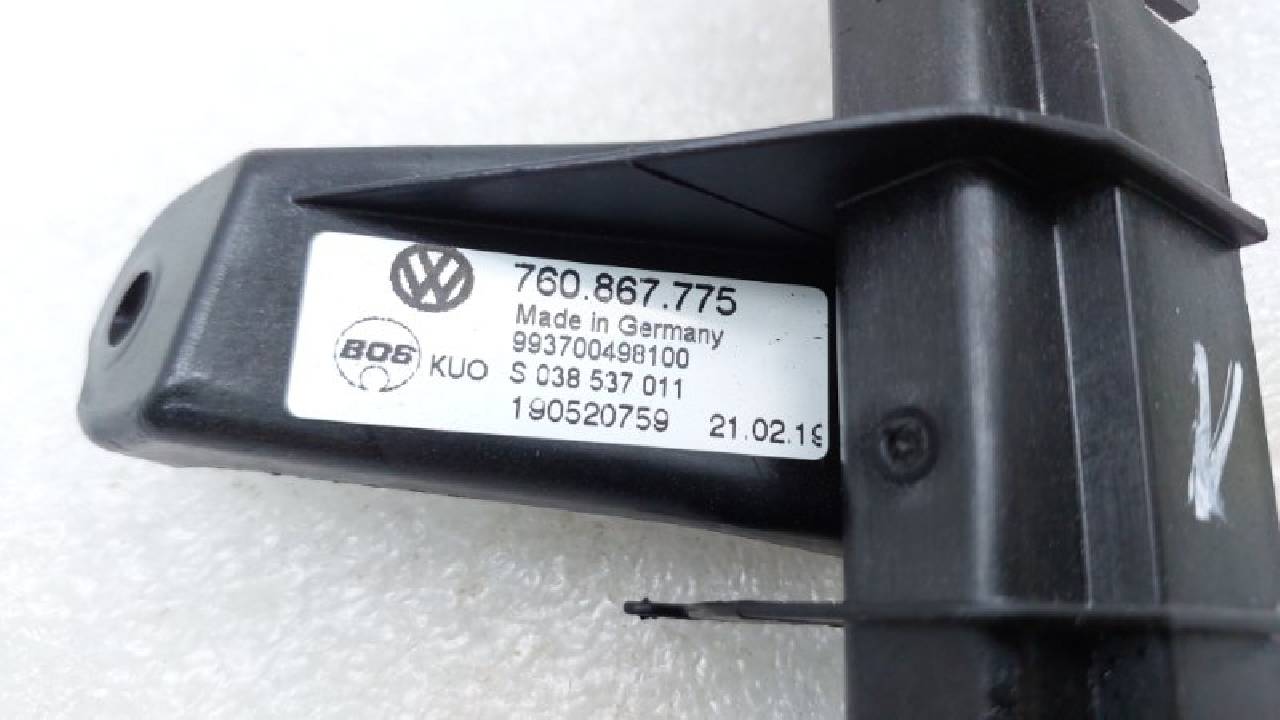 760.867.775
Made in Germany
993700498100
BOS KUO S 038 537 011
190520759 21.02.19